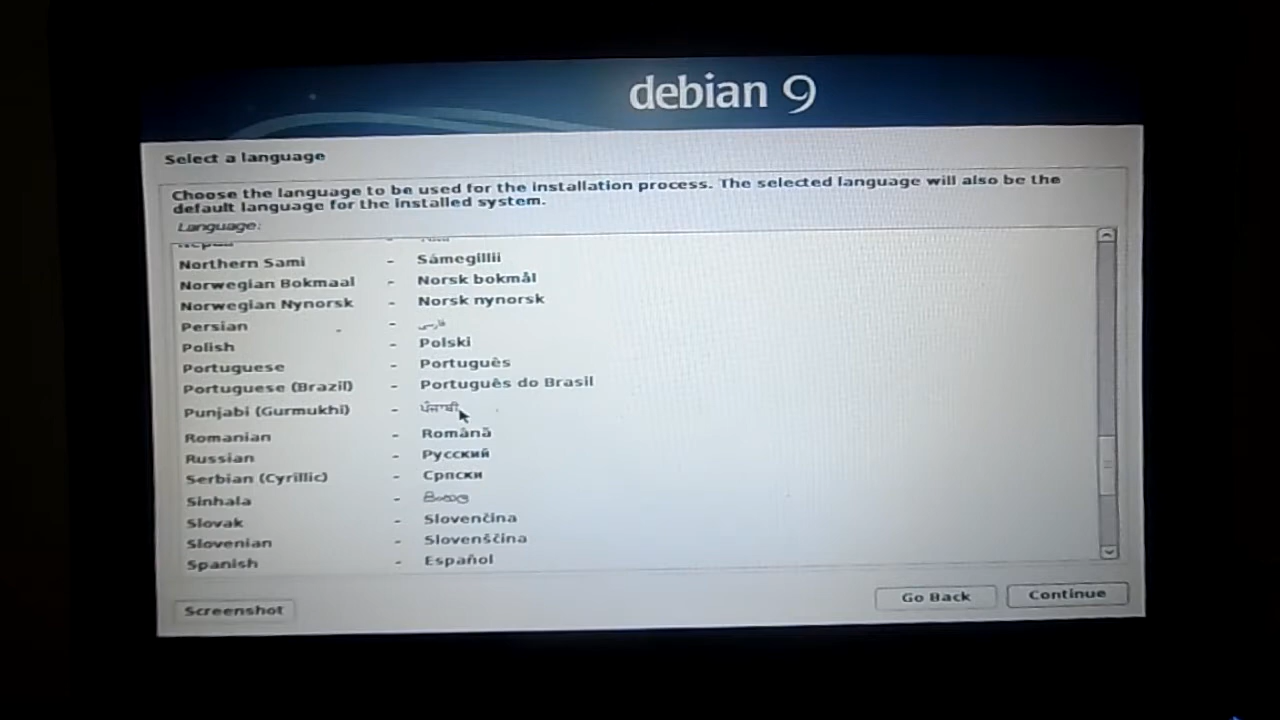 debian 9
Select a language
Choose the language to be used for the installation process. The selected language will also be the
default language for the installed system.
Language:
Northern Sami - Sámegillii
Norwegian Bokmaal - Norsk bokmål
Norwegian Nynorsk - Norsk nynorsk
Persian - فارسی
Polish - Polski
Portuguese - Português
Portuguese (Brazil) - Português do Brasil
Punjabi (Gurmukhi) - ਪੰਜਾਬੀ
Romanian - Română
Russian - Русский
Serbian (Cyrillic) - Српски
Sinhala - සිංහල
Slovak - Slovenčina
Slovenian - Slovenščina
Spanish - Español
Screenshot
Go Back
Continue